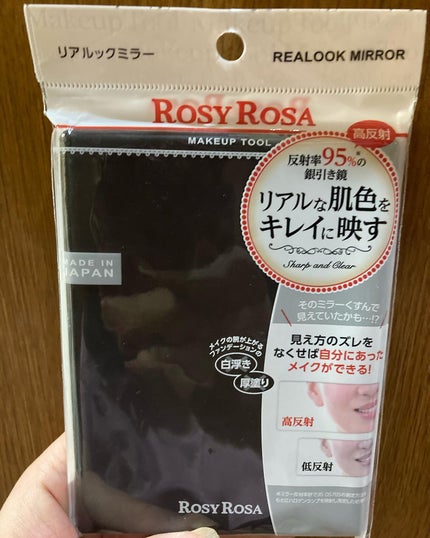 リアルックミラー
REALOOK MIRROR
ROSY ROSA
MAKEUP TOOL
高反射
反射率95%の
銀引き鏡
リアルな肌色を
キレイに映す
Sharp and Clear
MADE IN
JAPAN
そのミラーくすんで
見えていたかも…!?
見え方のズレを
なくせば自分にあった
メイクができる!
メイクの腕が上がる
ファンデーションの
白浮き
厚塗り
高反射
低反射
ROSY ROSA